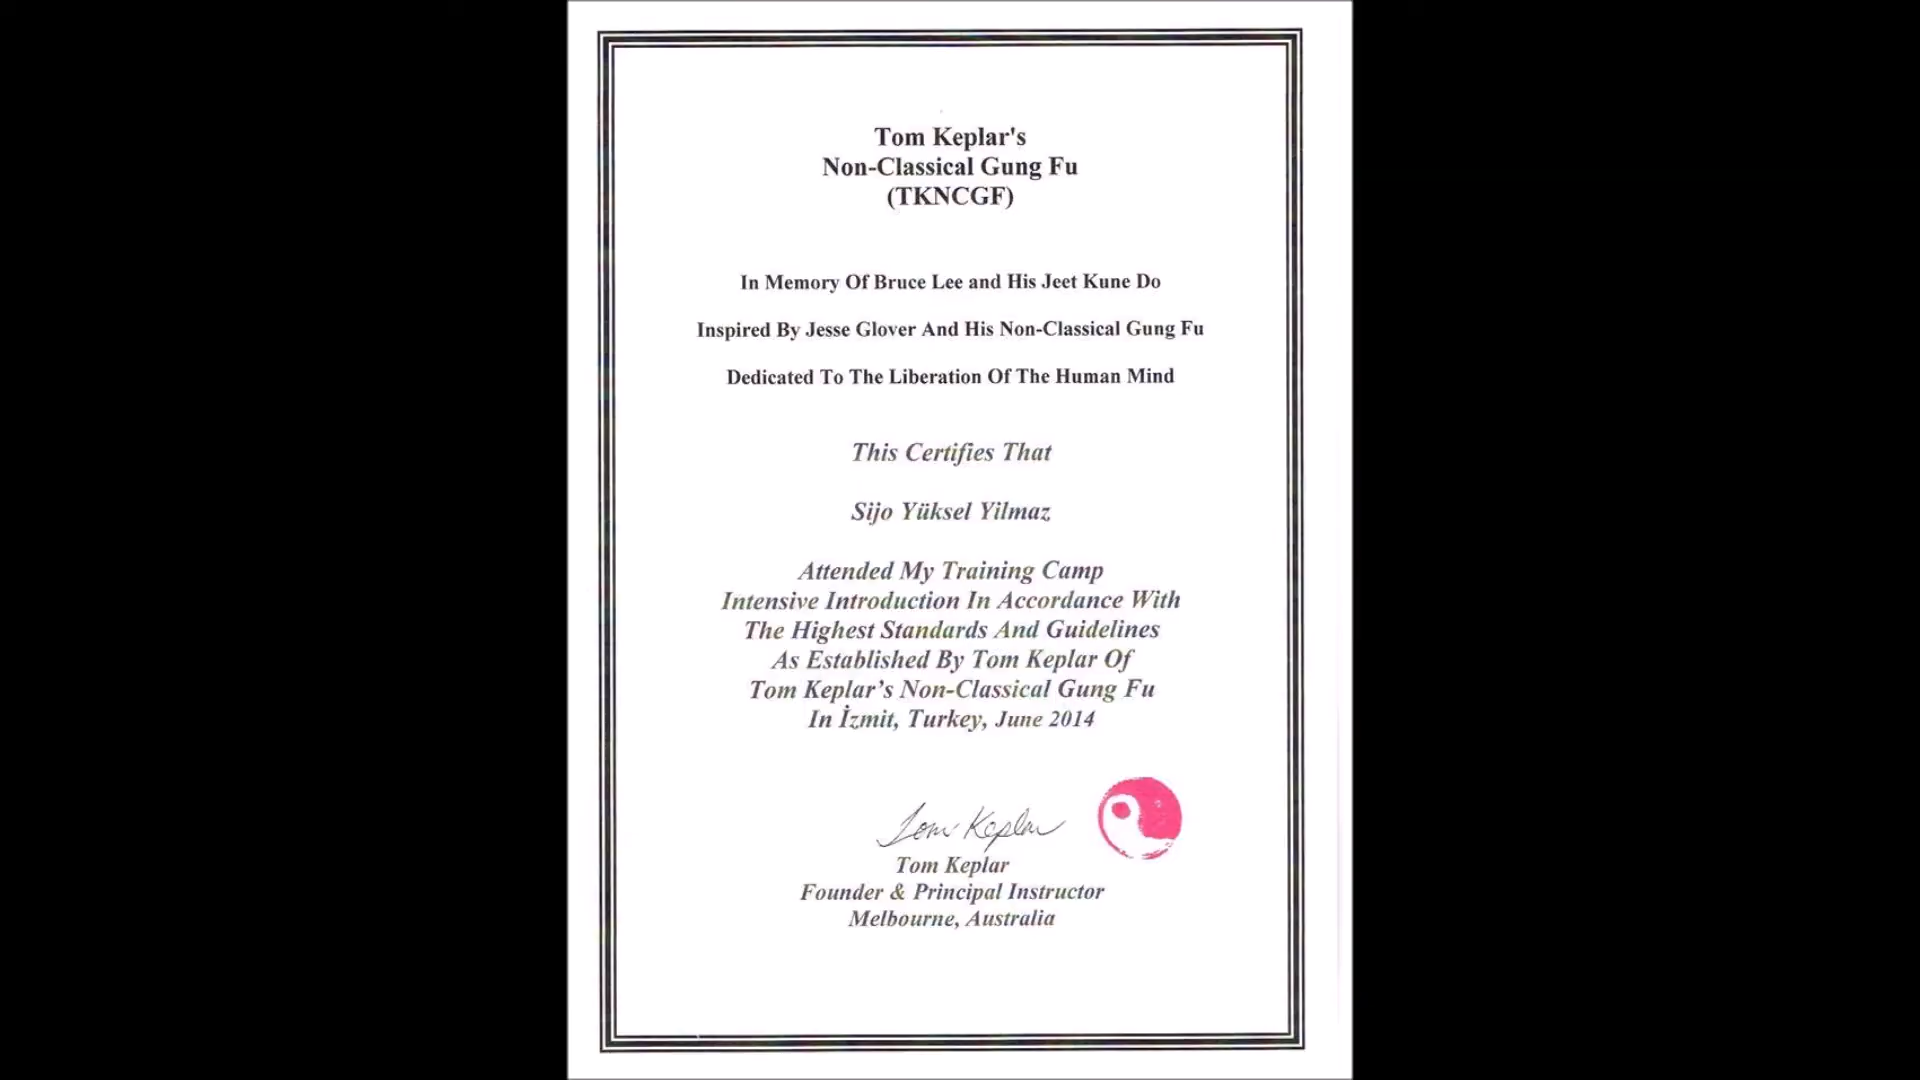 Tom Keplar's
Non-Classical Gung Fu
(TKNCGF)
In Memory Of Bruce Lee and His Jeet Kune Do
Inspired By Jesse Glover And His Non-Classical Gung Fu
Dedicated To The Liberation Of The Human Mind
This Certifies That
Sijo Yüksel Yilmaz
Attended My Training Camp
Intensive Introduction In Accordance With
The Highest Standards And Guidelines
As Established By Tom Keplar Of
Tom Keplar’s Non-Classical Gung Fu
In İzmit, Turkey, June 2014
Tom Keplar
Tom Keplar
Founder & Principal Instructor
Melbourne, Australia